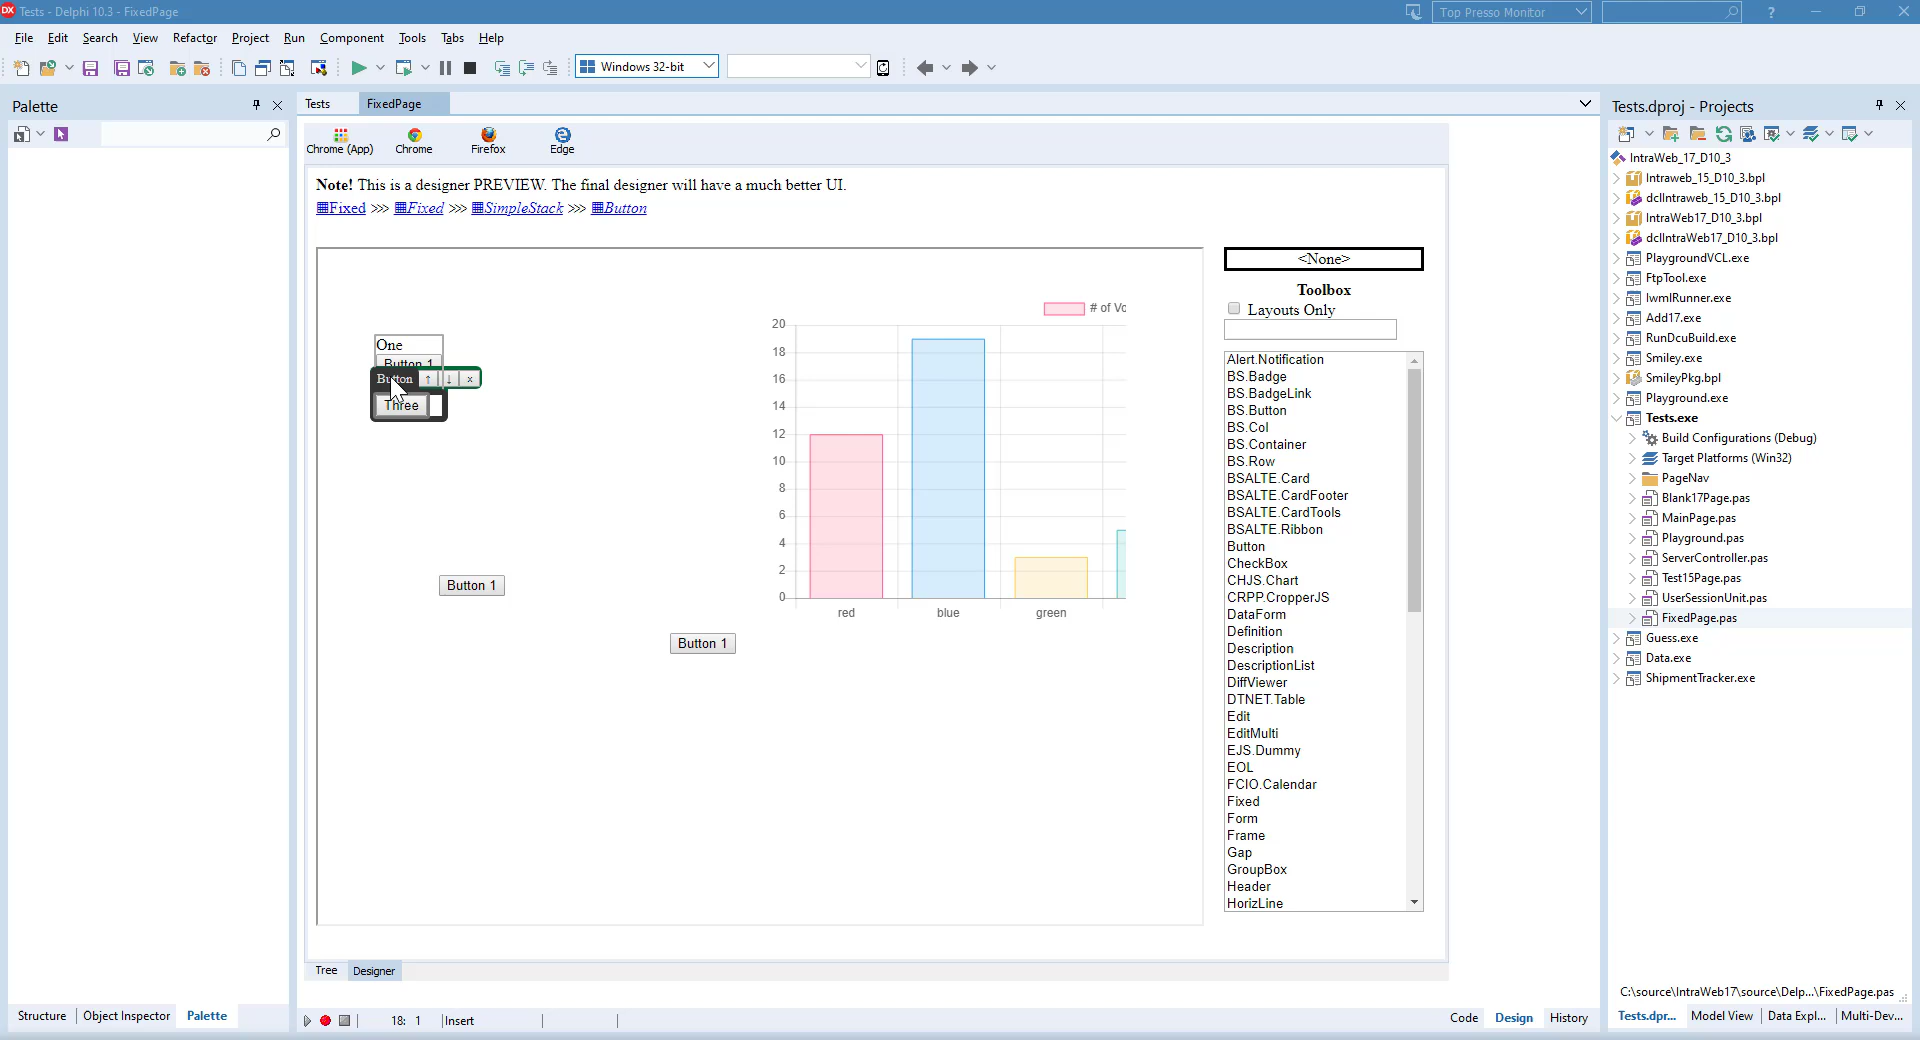 Tests - Delphi 10.3 - FixedPage
Top Presso Monitor
File Edit Search View Refactor Project Run Component Tools Tabs Help
Windows 32-bit
Palette
Tests FixedPage
Chrome (App) Chrome Firefox Edge
Note! This is a designer PREVIEW. The final designer will have a much better UI.
Fixed >>> Fixed >>> SimpleStack >>> Button
One
Button 1
Button ↑ ↓ x
Three
Button 1
Button 1
# of Vo
20
18
16
14
12
10
8
6
4
2
0
red blue green
<None>
Toolbox
Layouts Only
Alert.Notification
BS.Badge
BS.BadgeLink
BS.Button
BS.Col
BS.Container
BS.Row
BSALTE.Card
BSALTE.CardFooter
BSALTE.CardTools
BSALTE.Ribbon
Button
CheckBox
CHJS.Chart
CRPP.CropperJS
DataForm
Definition
Description
DescriptionList
DiffViewer
DTNET.Table
Edit
EditMulti
EJS.Dummy
EOL
FCIO.Calendar
Fixed
Form
Frame
Gap
GroupBox
Header
HorizLine
Tree Designer
18: 1 Insert
Code Design History
Structure Object Inspector Palette
Tests.dproj - Projects
IntraWeb_17_D10_3
Intraweb_15_D10_3.bpl
dclIntraweb_15_D10_3.bpl
IntraWeb17_D10_3.bpl
dclIntraWeb17_D10_3.bpl
PlaygroundVCL.exe
FtpTool.exe
IwmlRunner.exe
Add17.exe
RunDcuBuild.exe
Smiley.exe
SmileyPkg.bpl
Playground.exe
Tests.exe
Build Configurations (Debug)
Target Platforms (Win32)
PageNav
Blank17Page.pas
MainPage.pas
Playground.pas
ServerController.pas
Test15Page.pas
UserSessionUnit.pas
FixedPage.pas
Guess.exe
Data.exe
ShipmentTracker.exe
C:\source\IntraWeb17\source\Delp...\FixedPage.pas
Tests.dpr... Model View Data Expl... Multi-Dev...